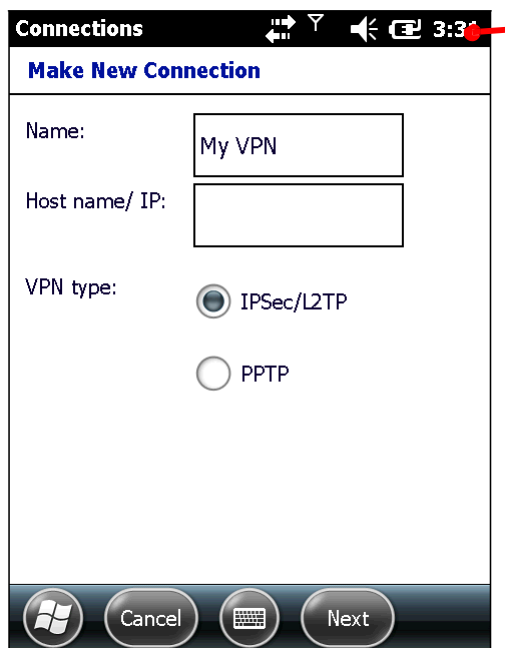 Connections
Make New Connection
Name:
My VPN
Host name/ IP:
VPN type:
IPSec/L2TP
PPTP
Cancel
Next